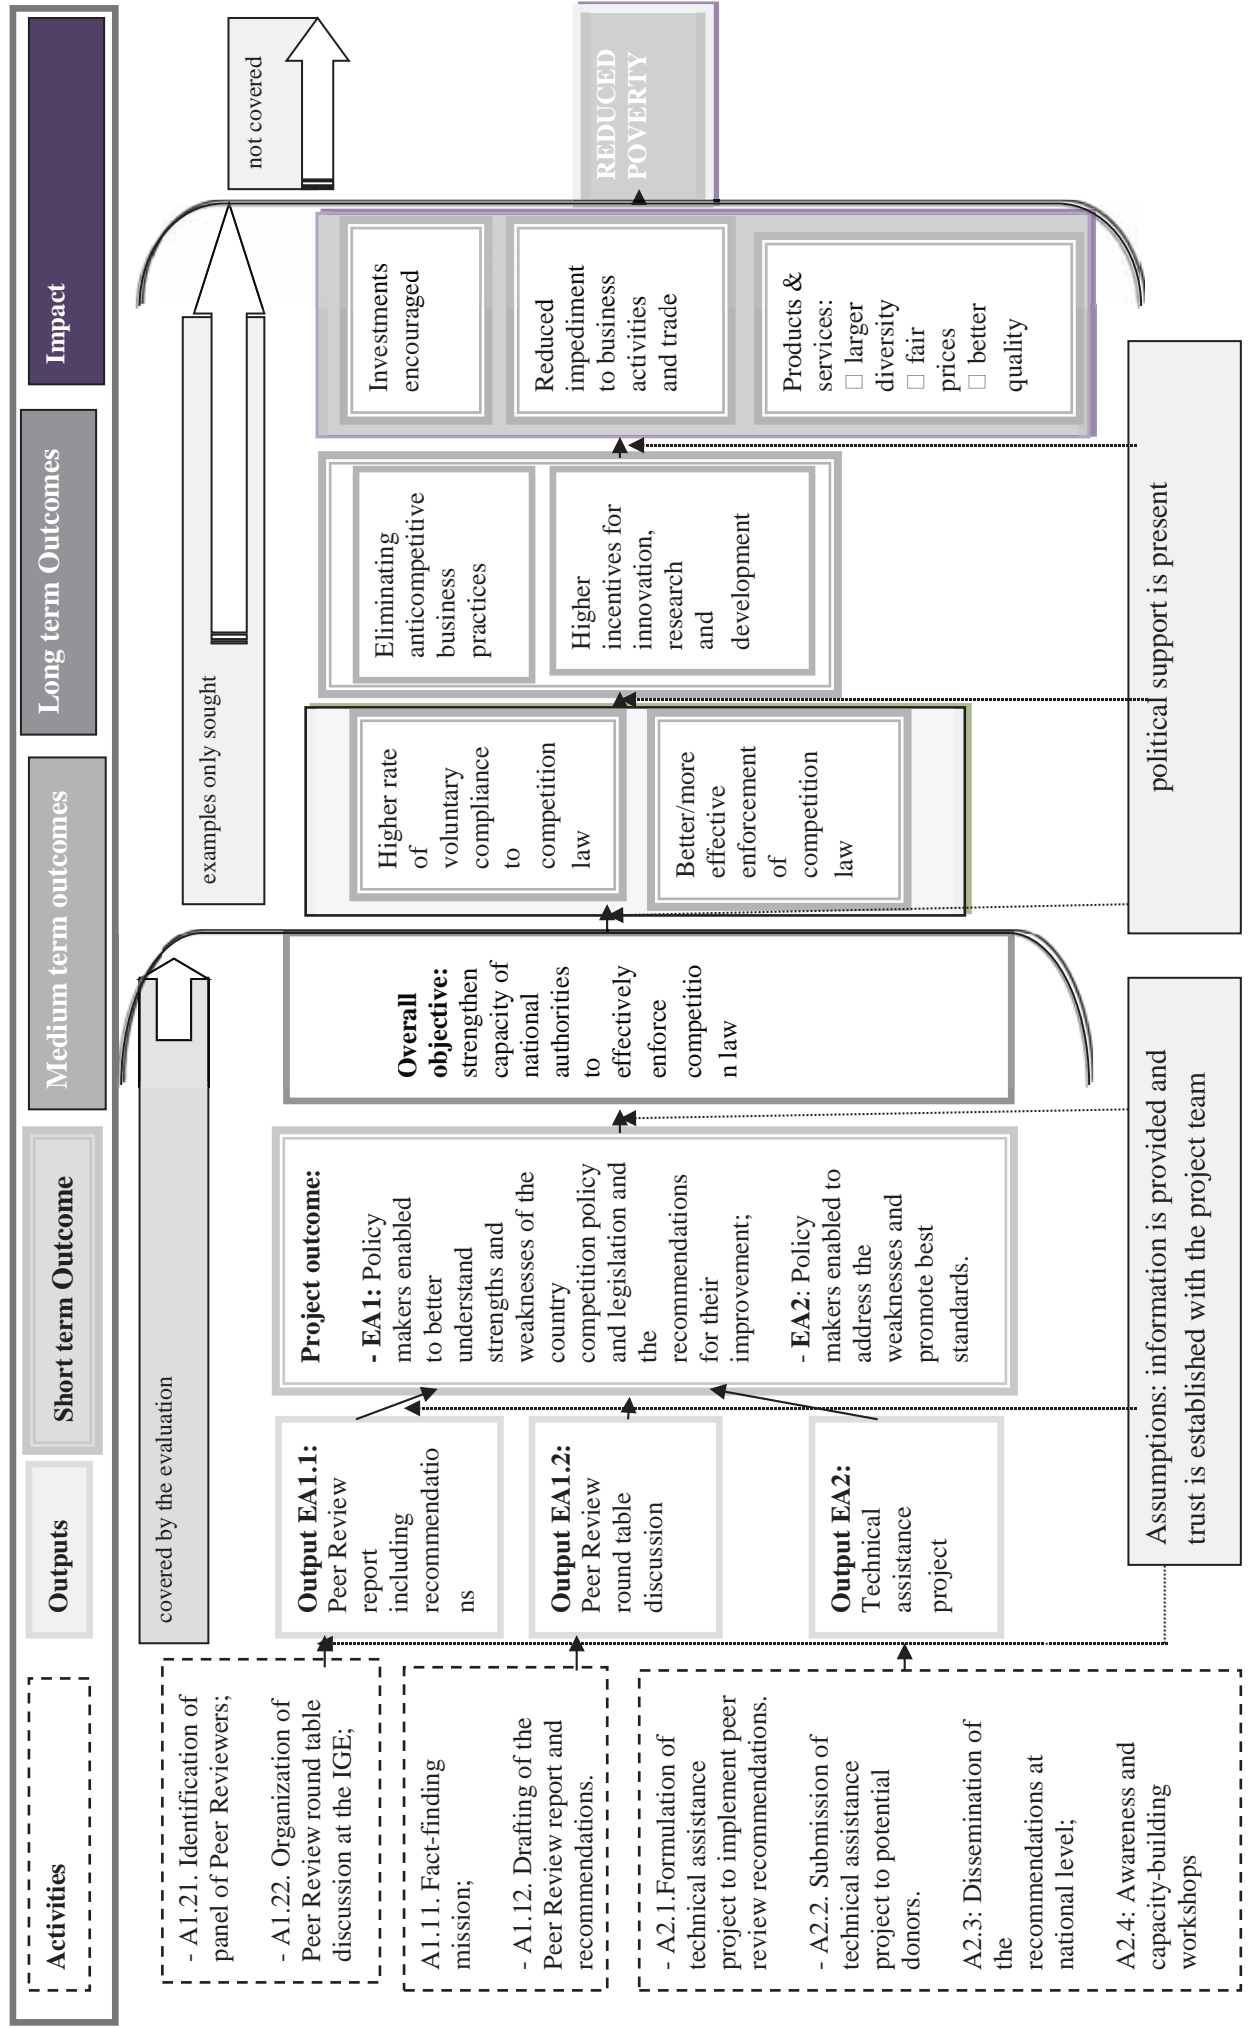 Activities
Outputs
Short term Outcome
Medium term outcomes
Long term Outcomes
Impact
covered by the evaluation
examples only sought
not covered
- A1.21. Identification of
panel of Peer Reviewers;
- A1.22. Organization of
Peer Review round table
discussion at the IGE;
A1.11. Fact-finding
mission;
- A1.12. Drafting of the
Peer Review report and
recommendations.
- A2.1.Formulation of
technical assistance
project to implement peer
review recommendations.
- A2.2. Submission of
technical assistance
project to potential
donors.
A2.3: Dissemination of
the
recommendations at
national level;
A2.4: Awareness and
capacity-building
workshops
Output EA1.1:
Peer Review
report
including
recommendatio
ns
Output EA1.2:
Peer Review
round table
discussion
Output EA2:
Technical
assistance
project
Project outcome:
- EA1: Policy
makers enabled
to better
understand
strengths and
weaknesses of the
country
competition policy
and legislation and
the
recommendations
for their
improvement;
- EA2: Policy
makers enabled to
address the
weaknesses and
promote best
standards.
Overall
objective:
strengthen
capacity of
national
authorities
to
effectively
enforce
competitio
n law
Higher rate
of
voluntary
compliance
to
competition
law
Better/more
effective
enforcement
of
competition
law
Eliminating
anticompetitive
business
practices
Higher
incentives for
innovation,
research
and
development
Investments
encouraged
Reduced
impediment
to business
activities
and trade
Products &
services:
□ larger
diversity
□ fair
prices
□ better
quality
REDUCED
POVERTY
Assumptions: information is provided and
trust is established with the project team
political support is present